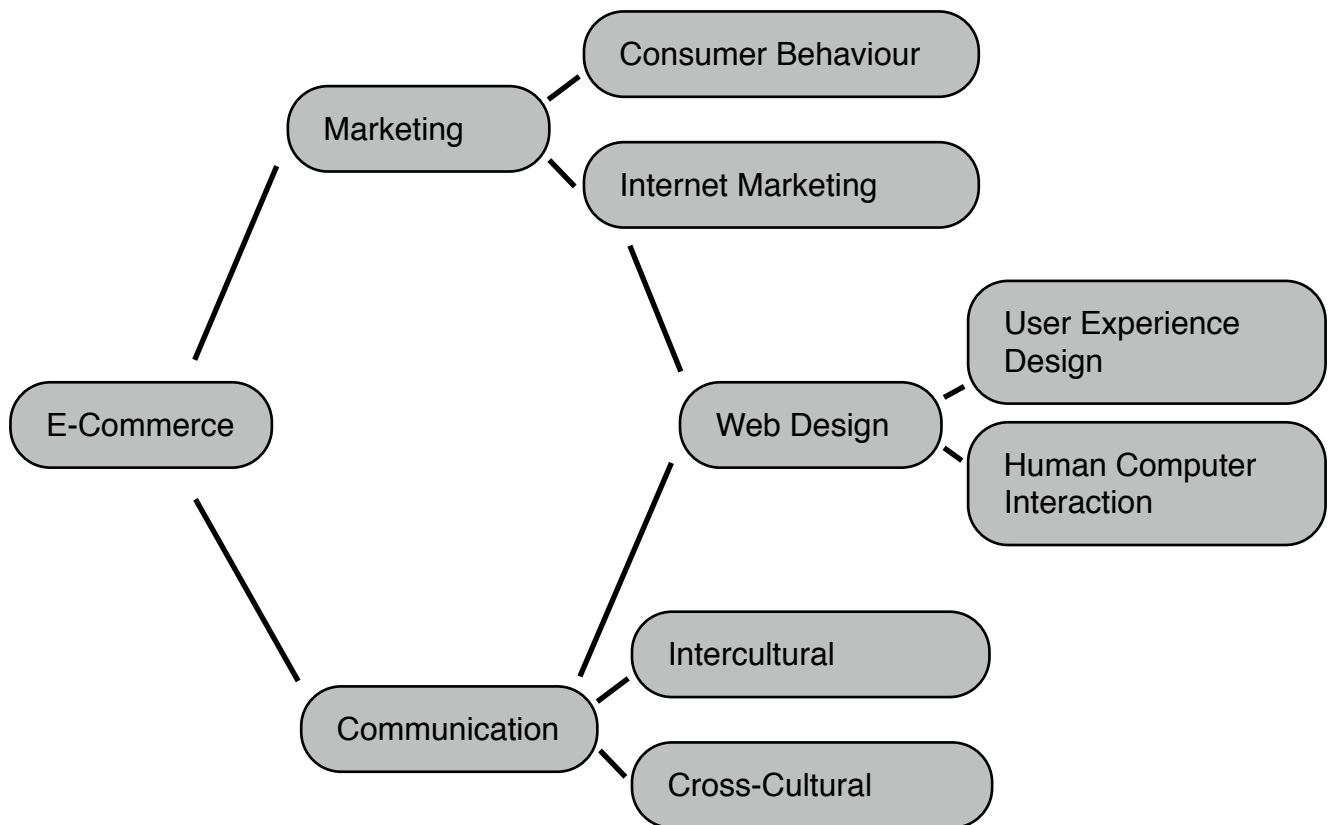 Consumer Behaviour
Marketing
Internet Marketing
User Experience
Design
E-Commerce
Web Design
Human Computer
Interaction
Intercultural
Communication
Cross-Cultural